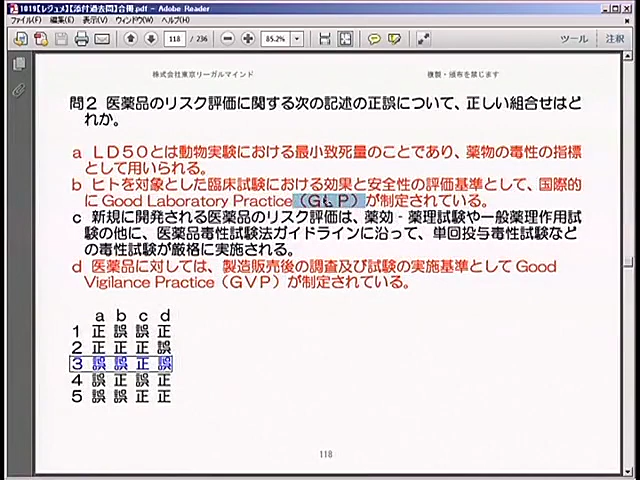 1019【レジュメ】【添付過去問】合冊.pdf - Adobe Reader
ファイル(F) 編集(E) 表示(V) ウィンドウ(W) ヘルプ(H)
118 / 236 85.2% ツール 注釈
株式会社東京リーガルマインド 複製・頒布を禁じます
問2 医薬品のリスク評価に関する次の記述の正誤について、正しい組合せはど
れか。
a LD50とは動物実験における最小致死量のことであり、薬物の毒性の指標
として用いられる。
b ヒトを対象とした臨床試験における効果と安全性の評価基準として、国際的
に Good Laboratory Practice（GLP）が制定されている。
c 新規に開発される医薬品のリスク評価は、薬効‐薬理試験や一般薬理作用試
験の他に、医薬品毒性試験法ガイドラインに沿って、単回投与毒性試験など
の毒性試験が厳格に実施される。
d 医薬品に対しては、製造販売後の調査及び試験の実施基準として Good
Vigilance Practice（GVP）が制定されている。
a b c d
1 正 誤 誤 正
2 正 正 正 誤
3 誤 誤 正 誤
4 誤 正 誤 正
5 誤 誤 正 正
118